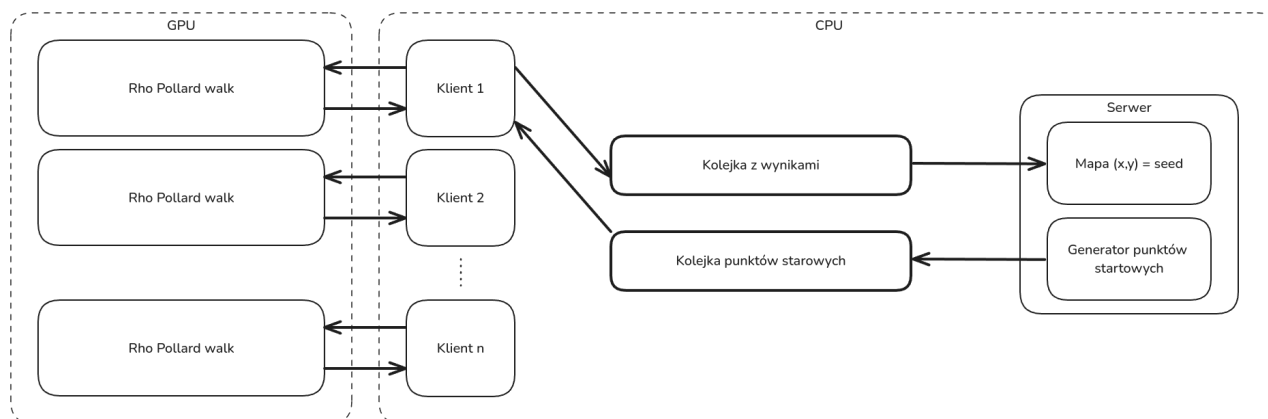 GPU
CPU
Rho Pollard walk
Klient 1
Rho Pollard walk
Klient 2
Rho Pollard walk
Klient n
Kolejka z wynikami
Kolejka punktów starowych
Serwer
Mapa (x,y) = seed
Generator punktów
startowych